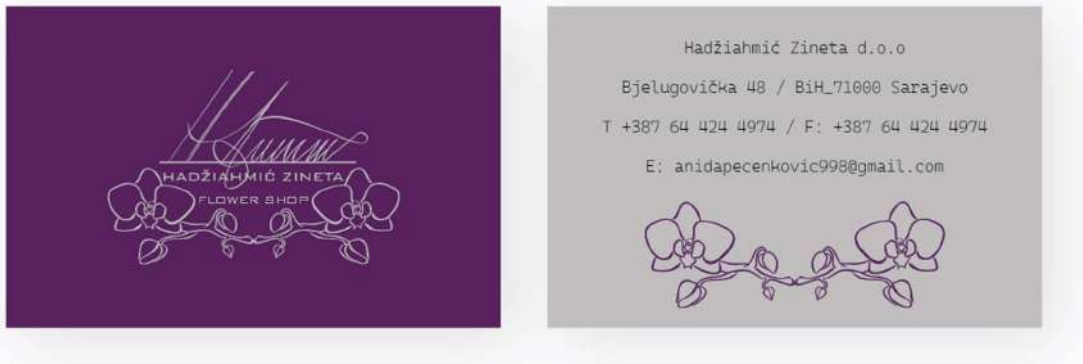 HADŽIAHMIĆ ZINETA
FLOWER SHOP
Hadžiahmić Zineta d.o.o
Bjelugovička 48 / BiH_71000 Sarajevo
T +387 64 424 4974 / F: +387 64 424 4974
E: anidapecenkovic998@gmail.com